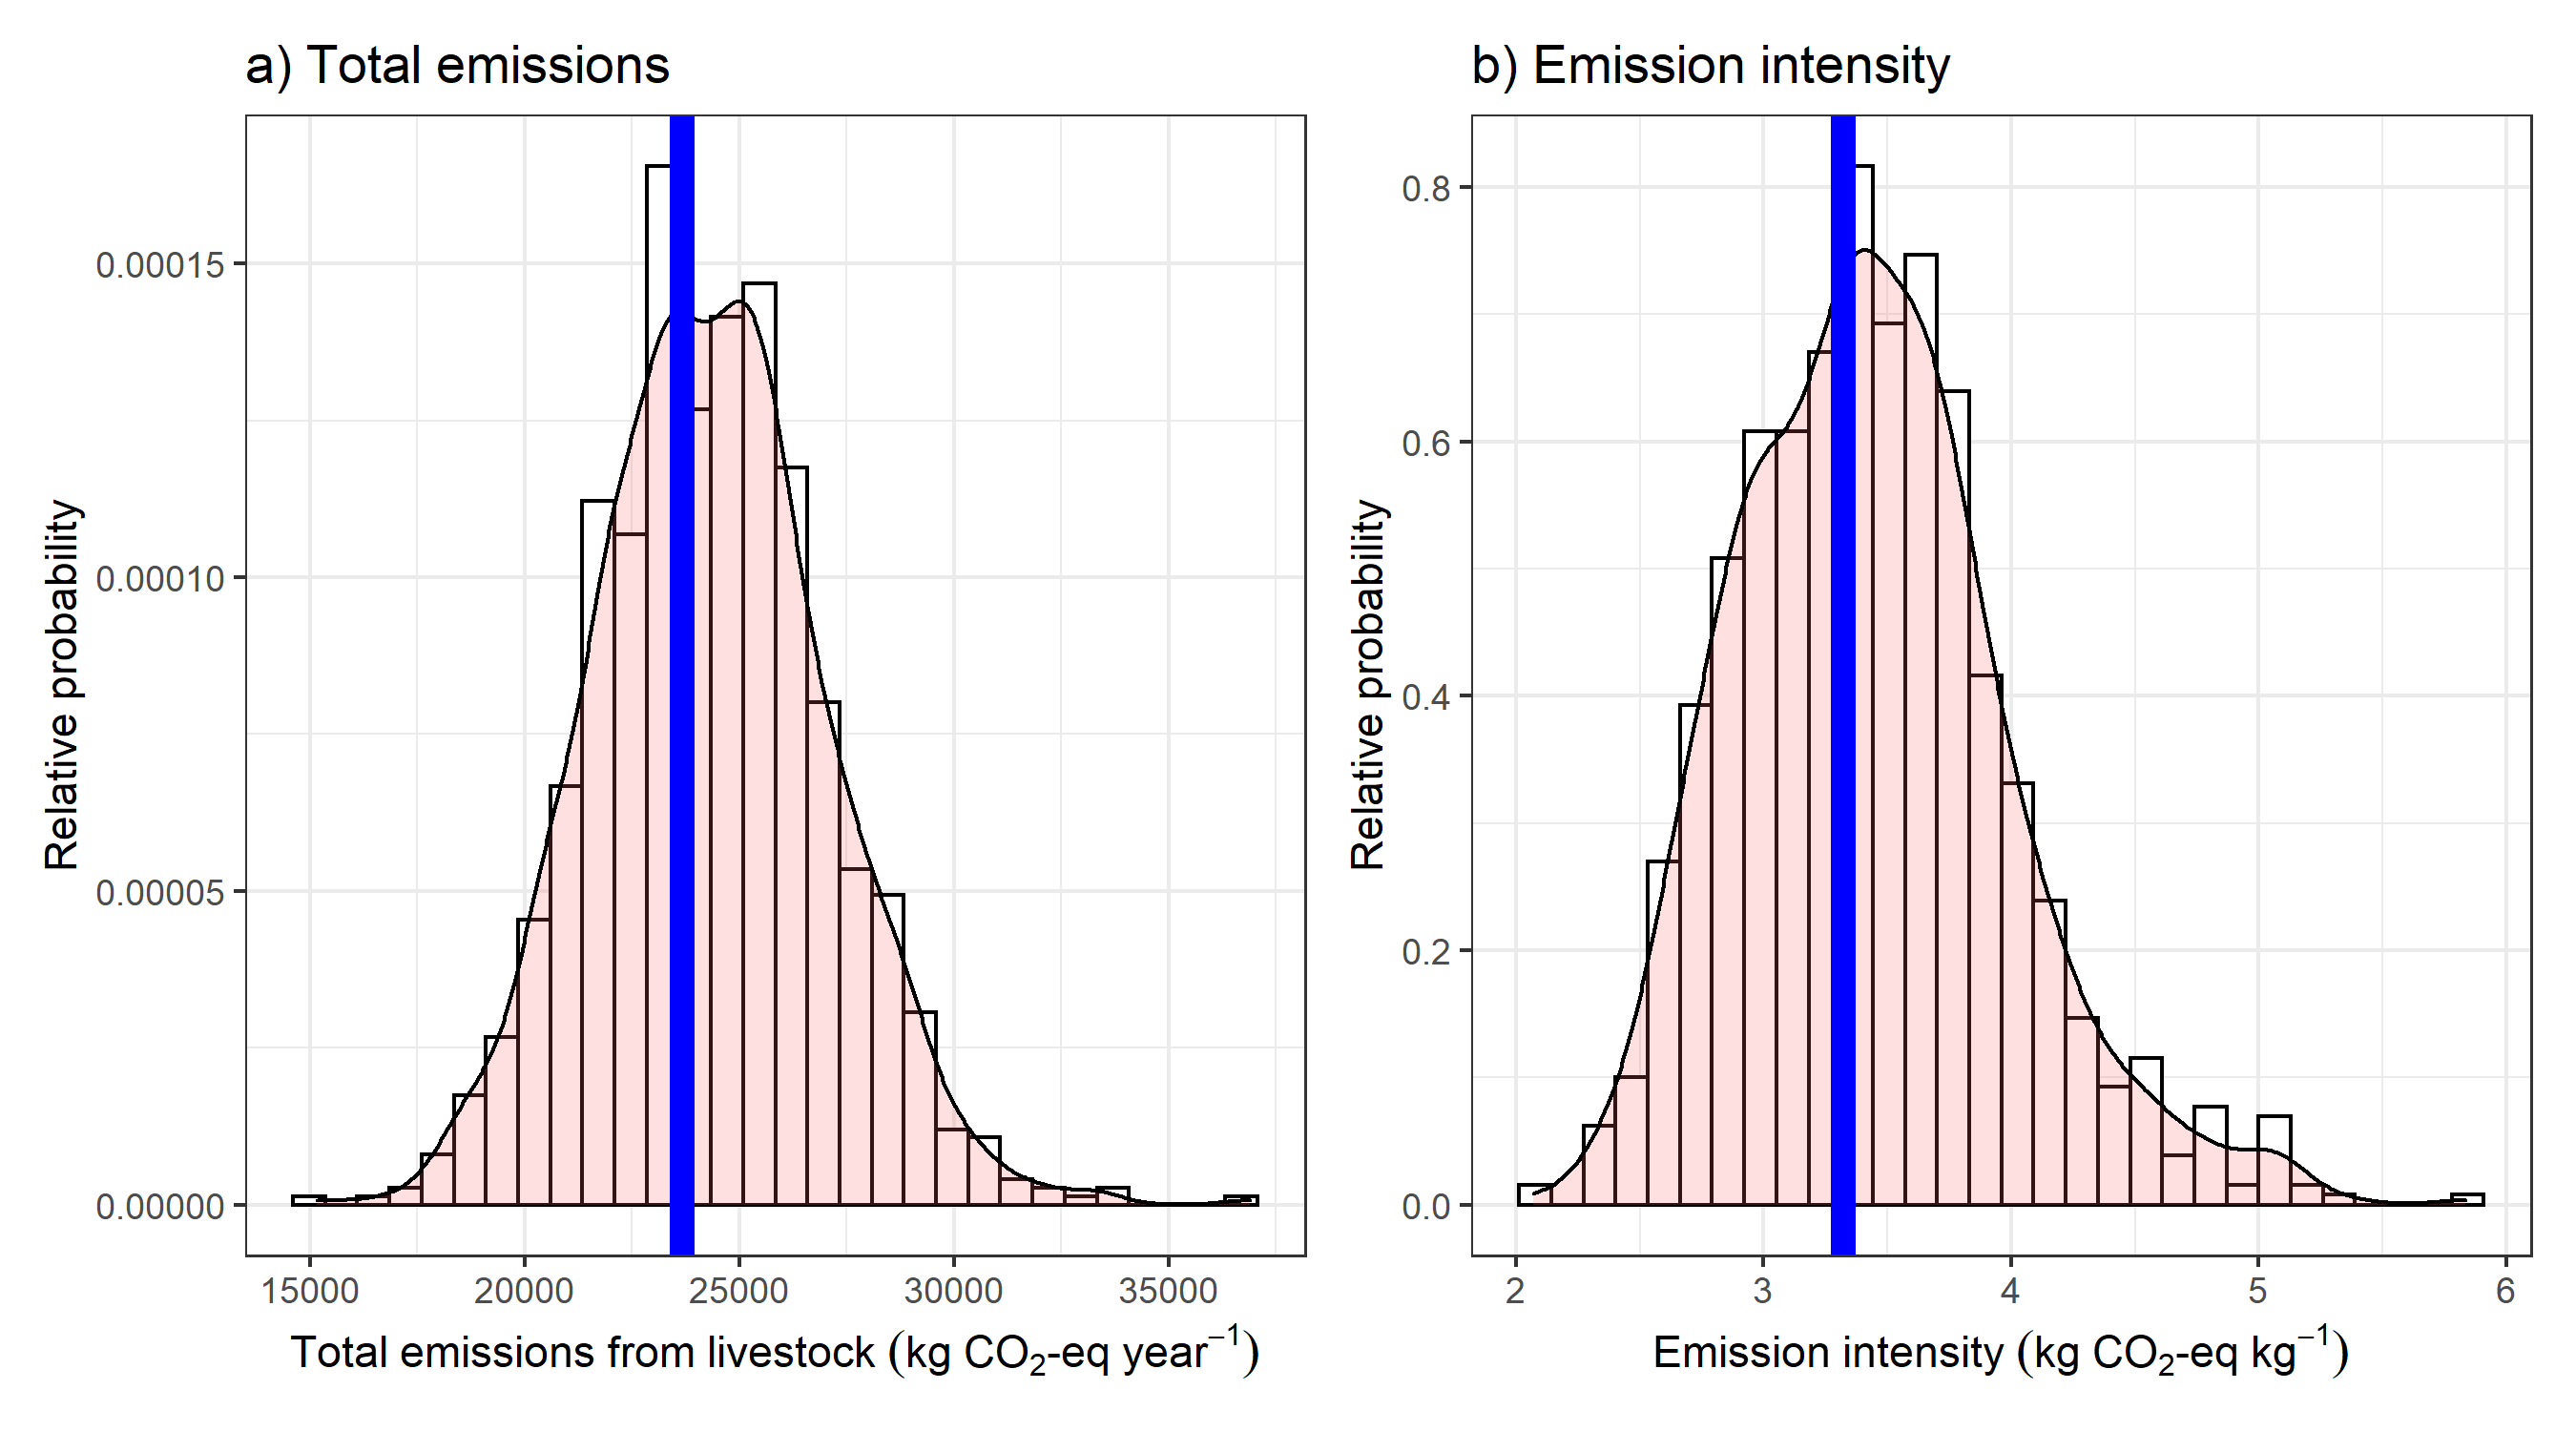 a) Total emissions
0.00015
0.00010
0.00005
0.00000
Relative probability
15000 20000 25000 30000 35000
Total emissions from livestock (kg CO₂-eq year⁻¹)
b) Emission intensity
0.8
0.6
0.4
0.2
0.0
Relative probability
2 3 4 5 6
Emission intensity (kg CO₂-eq kg⁻¹)